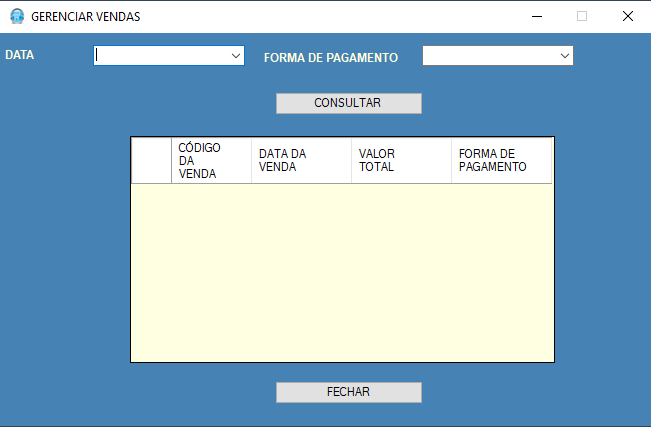 GERENCIAR VENDAS
DATA
FORMA DE PAGAMENTO
CONSULTAR
CÓDIGO
DA
VENDA
DATA DA
VENDA
VALOR
TOTAL
FORMA DE
PAGAMENTO
FECHAR